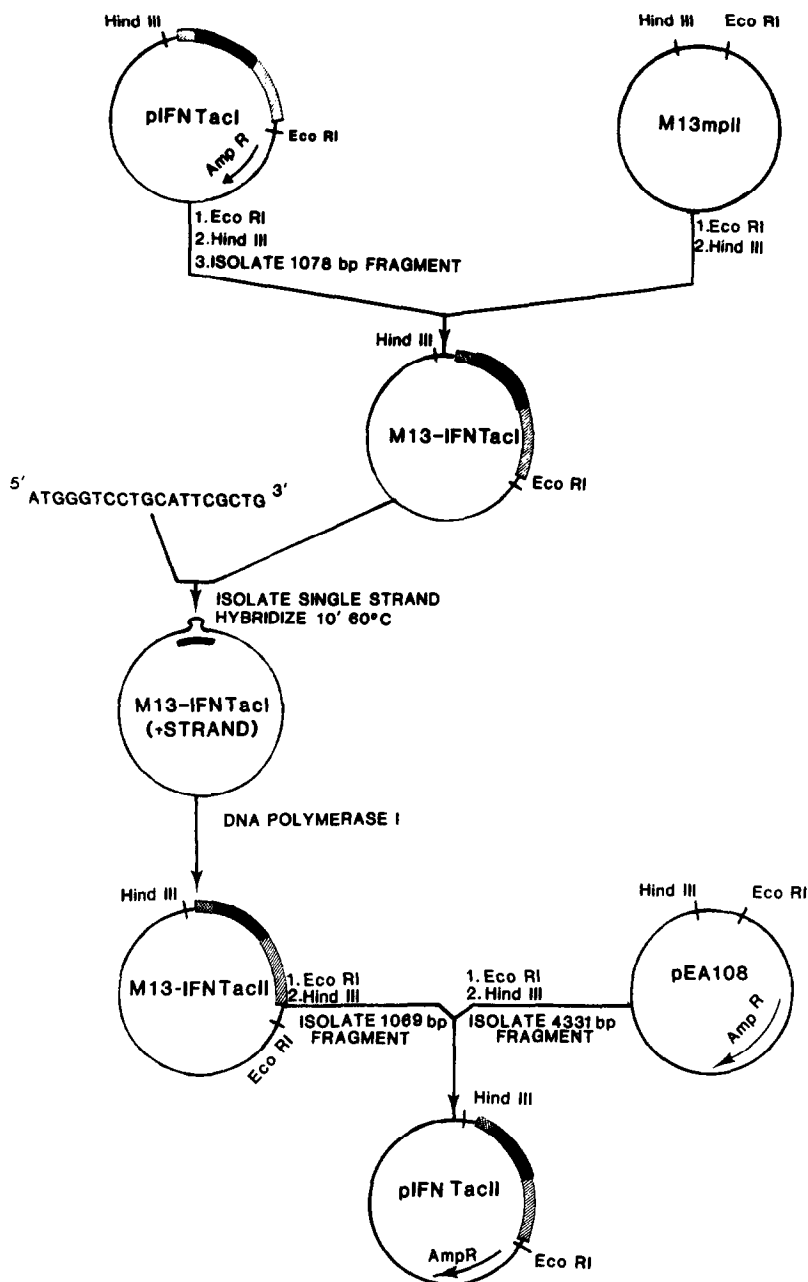 Hind III
pIFNTacI
Eco RI
Amp R
Hind III Eco RI
M13mpII
1.Eco RI
2.Hind III
3.ISOLATE 1078 bp FRAGMENT
1.Eco RI
2.Hind III
Hind III
M13-IFNTacI
Eco RI
5' ATGGGTCCTGCATTCGCTG 3'
ISOLATE SINGLE STRAND
HYBRIDIZE 10' 60°C
M13-IFNTacI
(+STRAND)
DNA POLYMERASE I
Hind III
M13-IFNTacII
Eco RI
1.Eco RI
2.Hind III
ISOLATE 1069 bp
FRAGMENT
1.Eco RI
2.Hind III
ISOLATE 4331 bp
FRAGMENT
Hind III Eco RI
pEA108
Amp R
Hind III
pIFN TacII
AmpR
Eco RI